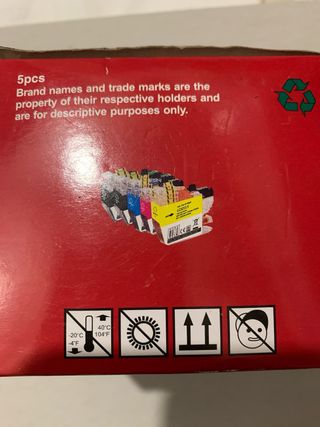 5pcs
Brand names and trade marks are the
property of their respective holders and
are for descriptive purposes only.
-20°C
-4°F
40°C
104°F